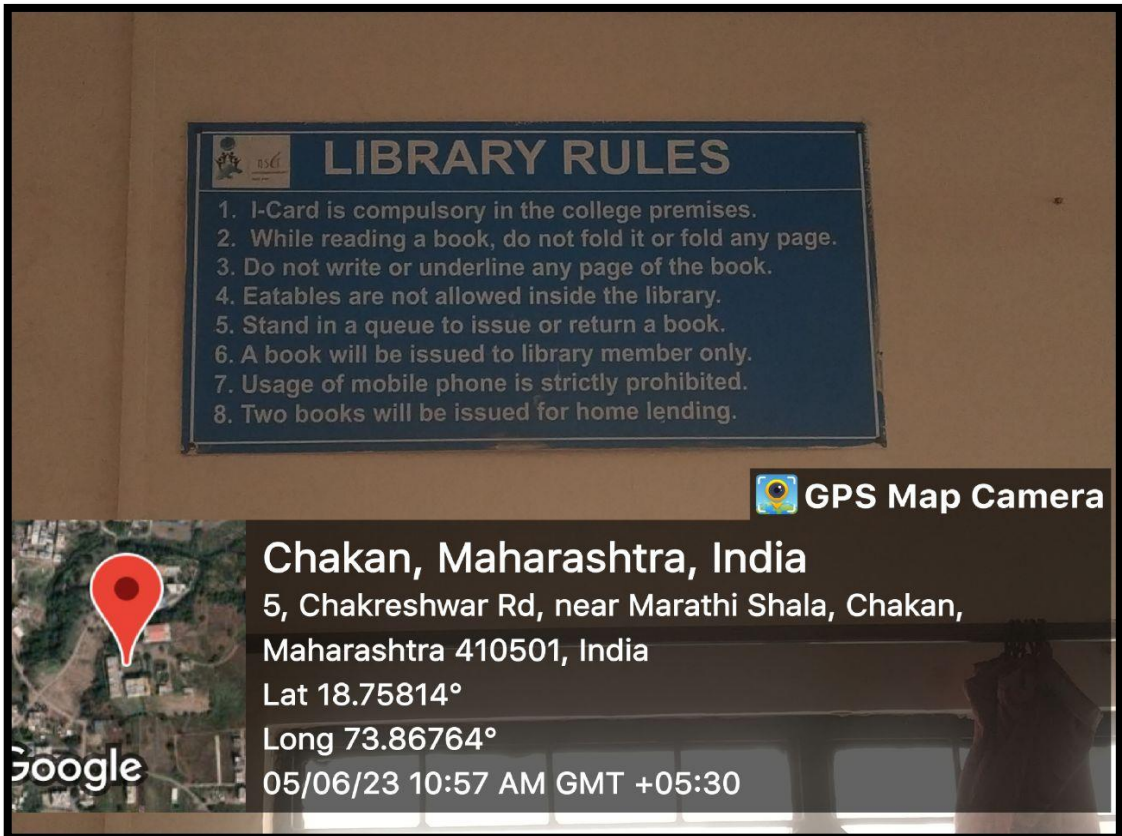 LIBRARY RULES
1. I-Card is compulsory in the college premises.
2. While reading a book, do not fold it or fold any page.
3. Do not write or underline any page of the book.
4. Eatables are not allowed inside the library.
5. Stand in a queue to issue or return a book.
6. A book will be issued to library member only.
7. Usage of mobile phone is strictly prohibited.
8. Two books will be issued for home lending.
GPS Map Camera
Chakan, Maharashtra, India
5, Chakreshwar Rd, near Marathi Shala, Chakan,
Maharashtra 410501, India
Lat 18.75814°
Long 73.86764°
05/06/23 10:57 AM GMT +05:30
Google